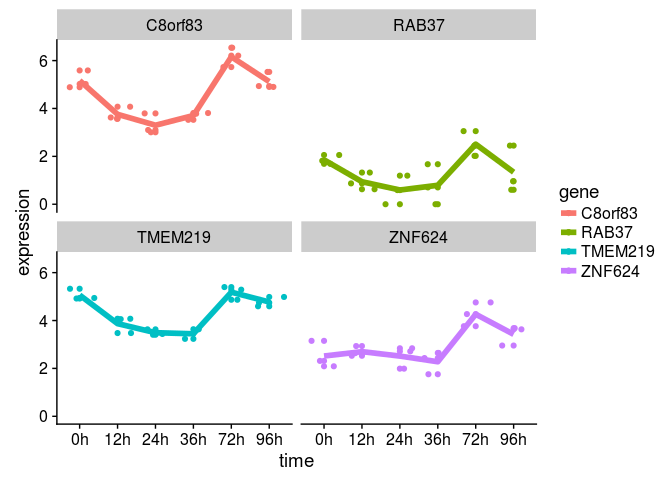 C8orf83 RAB37
6
4
2
0
TMEM219 ZNF624
6
4
2
0
expression
0h 12h 24h 36h 72h 96h 0h 12h 24h 36h 72h 96h
time
gene
C8orf83
RAB37
TMEM219
ZNF624